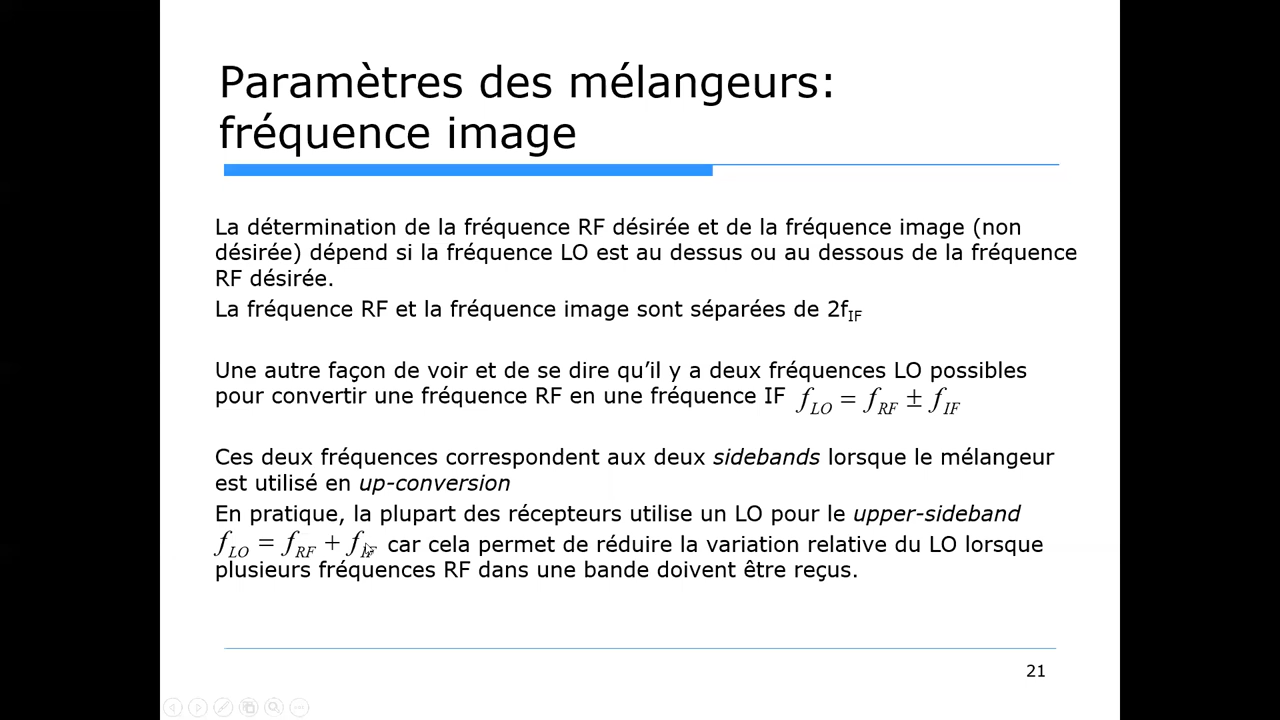 Paramètres des mélangeurs:
fréquence image
La détermination de la fréquence RF désirée et de la fréquence image (non
désirée) dépend si la fréquence LO est au dessus ou au dessous de la fréquence
RF désirée.
La fréquence RF et la fréquence image sont séparées de 2f_IF
Une autre façon de voir et de se dire qu’il y a deux fréquences LO possibles
pour convertir une fréquence RF en une fréquence IF f_LO = f_RF ± f_IF
Ces deux fréquences correspondent aux deux sidebands lorsque le mélangeur
est utilisé en up-conversion
En pratique, la plupart des récepteurs utilise un LO pour le upper-sideband
f_LO = f_RF + f_IF car cela permet de réduire la variation relative du LO lorsque
plusieurs fréquences RF dans une bande doivent être reçus.
21